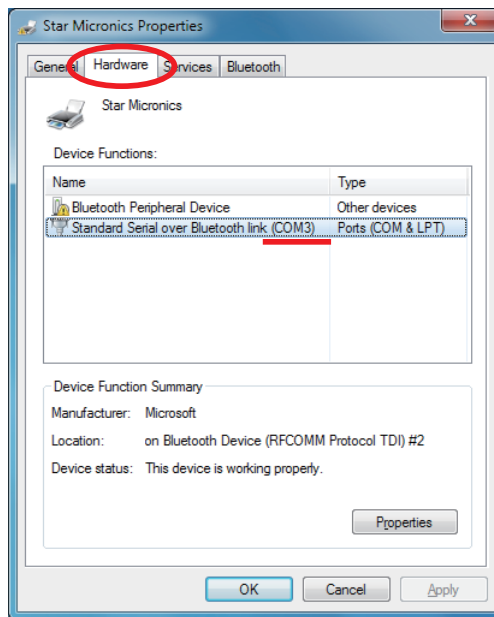 Star Micronics Properties
General Hardware Services Bluetooth
Star Micronics
Device Functions:
Name Type
Bluetooth Peripheral Device Other devices
Standard Serial over Bluetooth link (COM3) Ports (COM & LPT)
Device Function Summary
Manufacturer: Microsoft
Location: on Bluetooth Device (RFCOMM Protocol TDI) #2
Device status: This device is working properly.
Properties
OK Cancel Apply